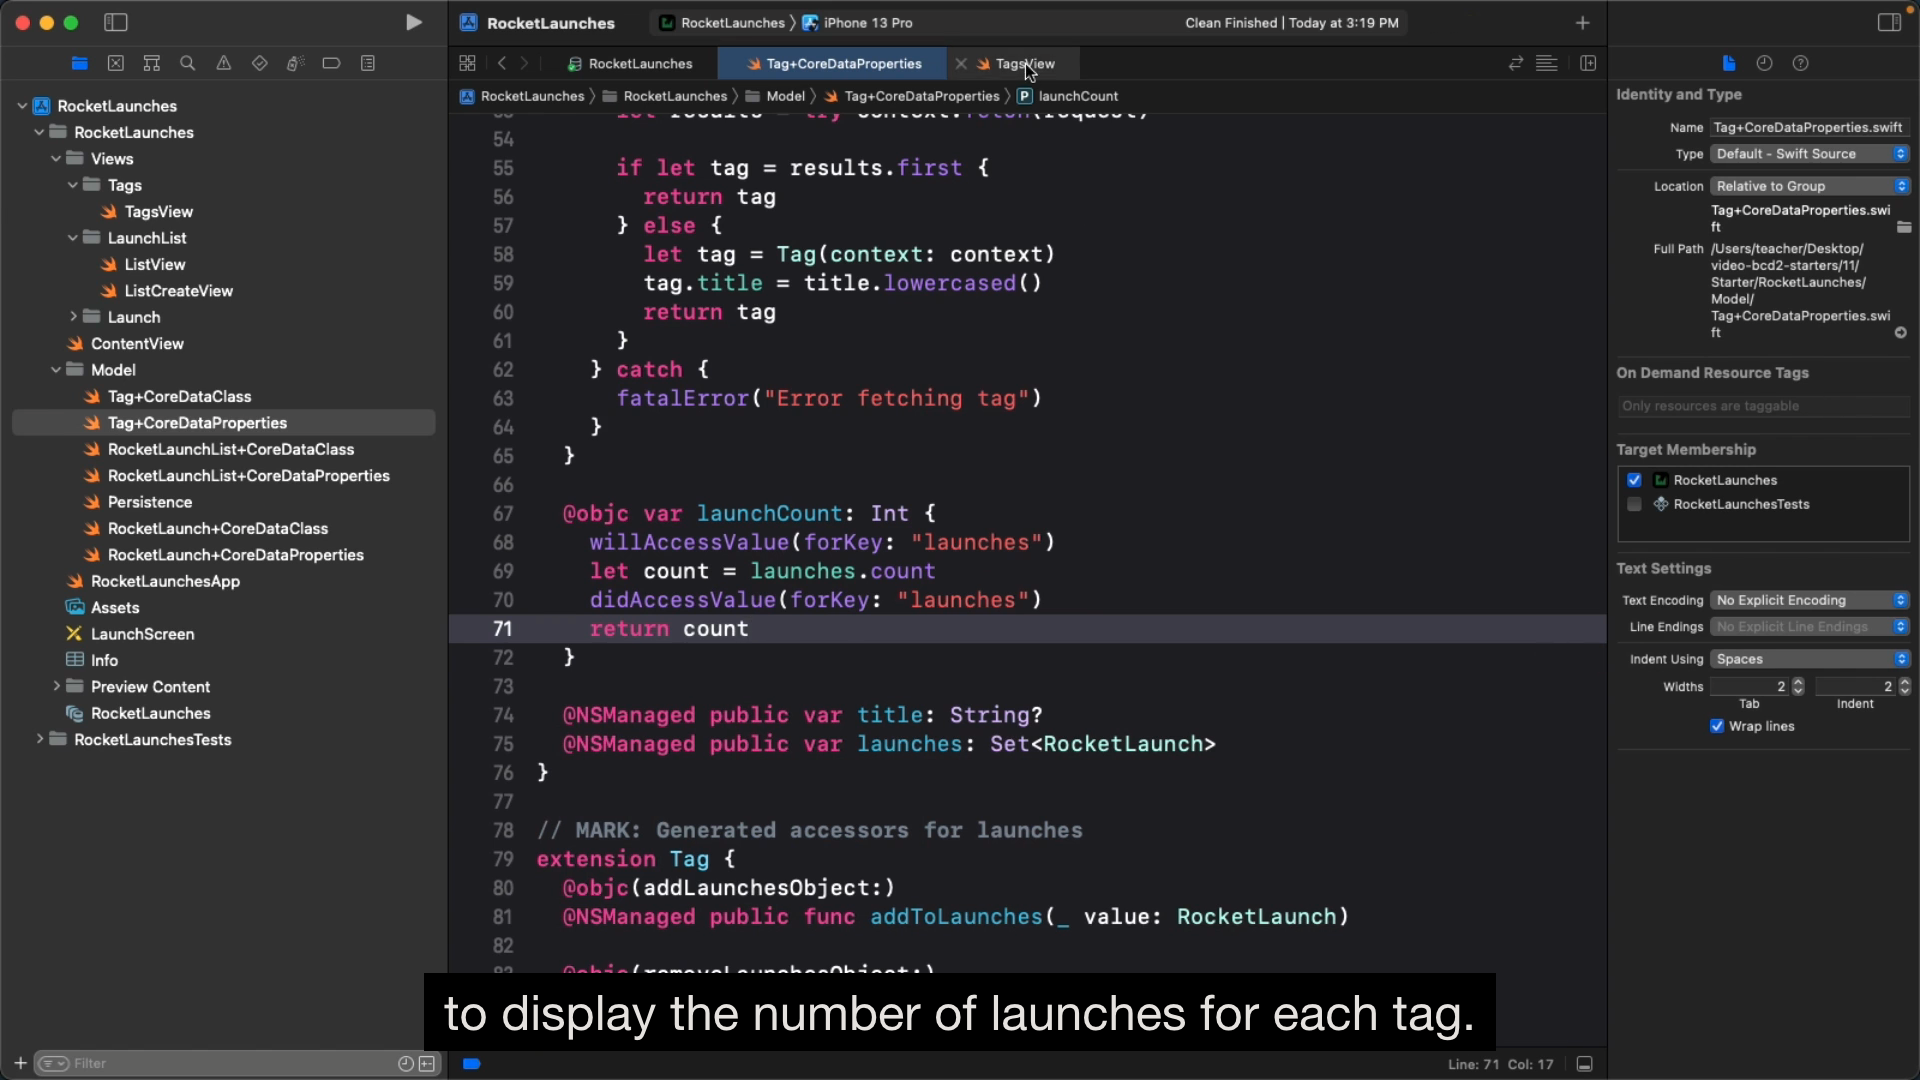 RocketLaunches
RocketLaunches
iPhone 13 Pro
Clean Finished | Today at 3:19 PM
RocketLaunches
Tag+CoreDataProperties
TagsView
RocketLaunches
RocketLaunches
Model
Tag+CoreDataProperties
P
launchCount
RocketLaunches
RocketLaunches
Views
Tags
TagsView
LaunchList
ListView
ListCreateView
Launch
ContentView
Model
Tag+CoreDataClass
Tag+CoreDataProperties
RocketLaunchList+CoreDataClass
RocketLaunchList+CoreDataProperties
Persistence
RocketLaunch+CoreDataClass
RocketLaunch+CoreDataProperties
RocketLaunchesApp
Assets
LaunchScreen
Info
Preview Content
RocketLaunches
RocketLaunchesTests
Filter
54
55 if let tag = results.first {
56 return tag
57 } else {
58 let tag = Tag(context: context)
59 tag.title = title.lowercased()
60 return tag
61 }
62 } catch {
63 fatalError("Error fetching tag")
64 }
65 }
66
67 @objc var launchCount: Int {
68 willAccessValue(forKey: "launches")
69 let count = launches.count
70 didAccessValue(forKey: "launches")
71 return count
72 }
73
74 @NSManaged public var title: String?
75 @NSManaged public var launches: Set<RocketLaunch>
76 }
77
78 // MARK: Generated accessors for launches
79 extension Tag {
80 @objc(addLaunchesObject:)
81 @NSManaged public func addToLaunches(_ value: RocketLaunch)
82
to display the number of launches for each tag.
Line: 71 Col: 17
Identity and Type
Name Tag+CoreDataProperties.swift
Type Default - Swift Source
Location Relative to Group
Tag+CoreDataProperties.swi
ft
Full Path /Users/teacher/Desktop/
video-bcd2-starters/11/
Starter/RocketLaunches/
Model/
Tag+CoreDataProperties.swi
ft
On Demand Resource Tags
Only resources are taggable
Target Membership
RocketLaunches
RocketLaunchesTests
Text Settings
Text Encoding No Explicit Encoding
Line Endings No Explicit Line Endings
Indent Using Spaces
Widths 2 2
Tab Indent
Wrap lines